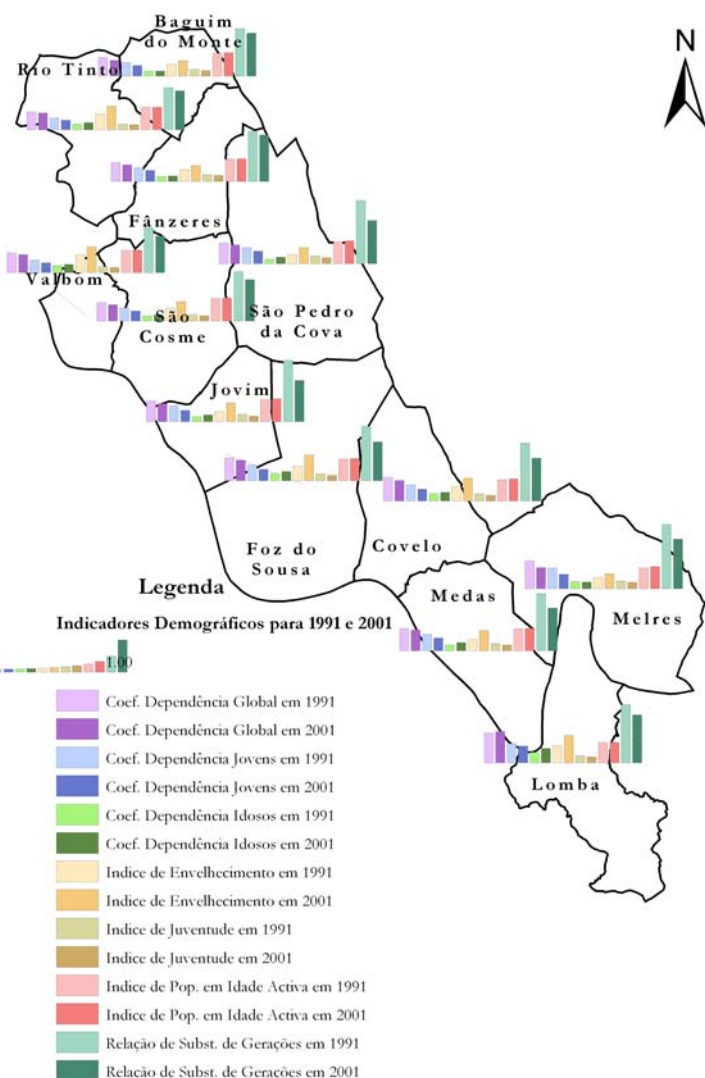 Baguim
do Monte
N
Rio Tinto
Fânzeres
Valbom
São
Cosme
São Pedro
da Cova
Jovim
Foz do
Sousa
Covelo
Medas
Melres
Lomba
Legenda
Indicadores Demográficos para 1991 e 2001
1.00
Coef. Dependência Global em 1991
Coef. Dependência Global em 2001
Coef. Dependência Jovens em 1991
Coef. Dependência Jovens em 2001
Coef. Dependência Idosos em 1991
Coef. Dependência Idosos em 2001
Indice de Envelhecimento em 1991
Indice de Envelhecimento em 2001
Indice de Juventude em 1991
Indice de Juventude em 2001
Indice de Pop. em Idade Activa em 1991
Indice de Pop. em Idade Activa em 2001
Relação de Subst. de Gerações em 1991
Relação de Subst. de Gerações em 2001